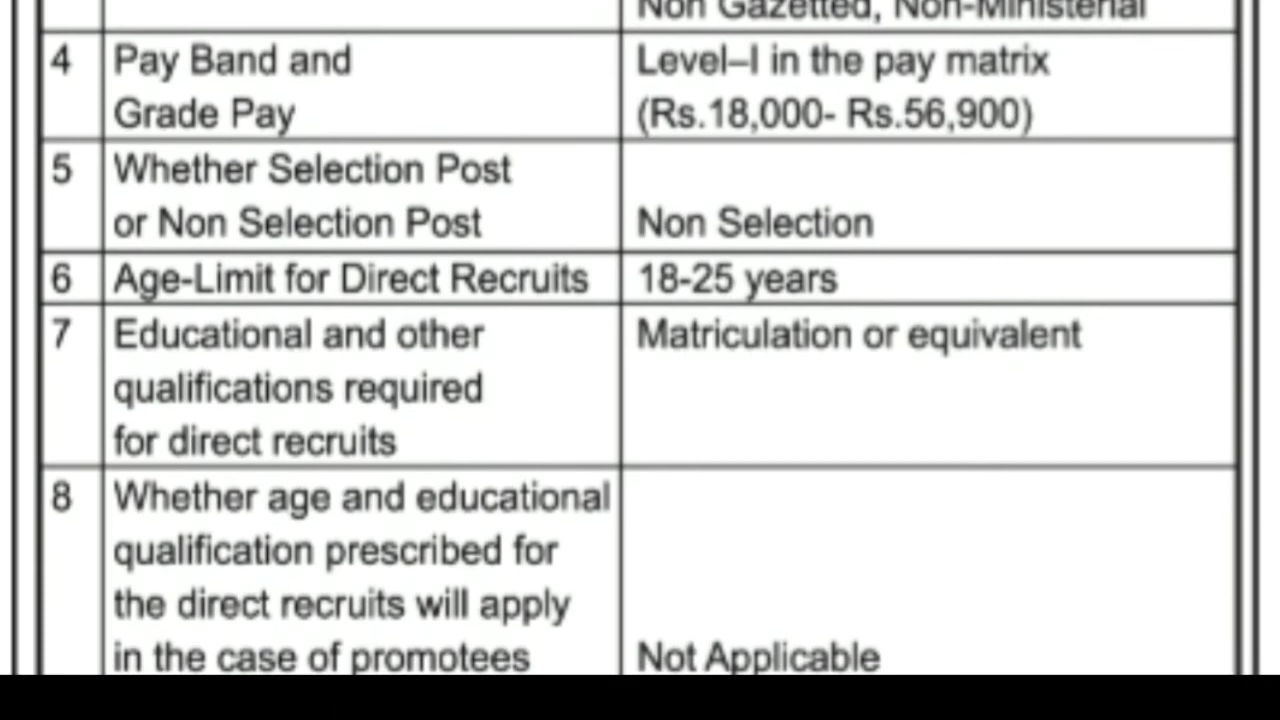 Non Gazetted, Non-Ministerial
4 Pay Band and Level–I in the pay matrix
Grade Pay (Rs.18,000- Rs.56,900)
5 Whether Selection Post
or Non Selection Post Non Selection
6 Age-Limit for Direct Recruits 18-25 years
7 Educational and other Matriculation or equivalent
qualifications required
for direct recruits
8 Whether age and educational
qualification prescribed for
the direct recruits will apply
in the case of promotees Not Applicable